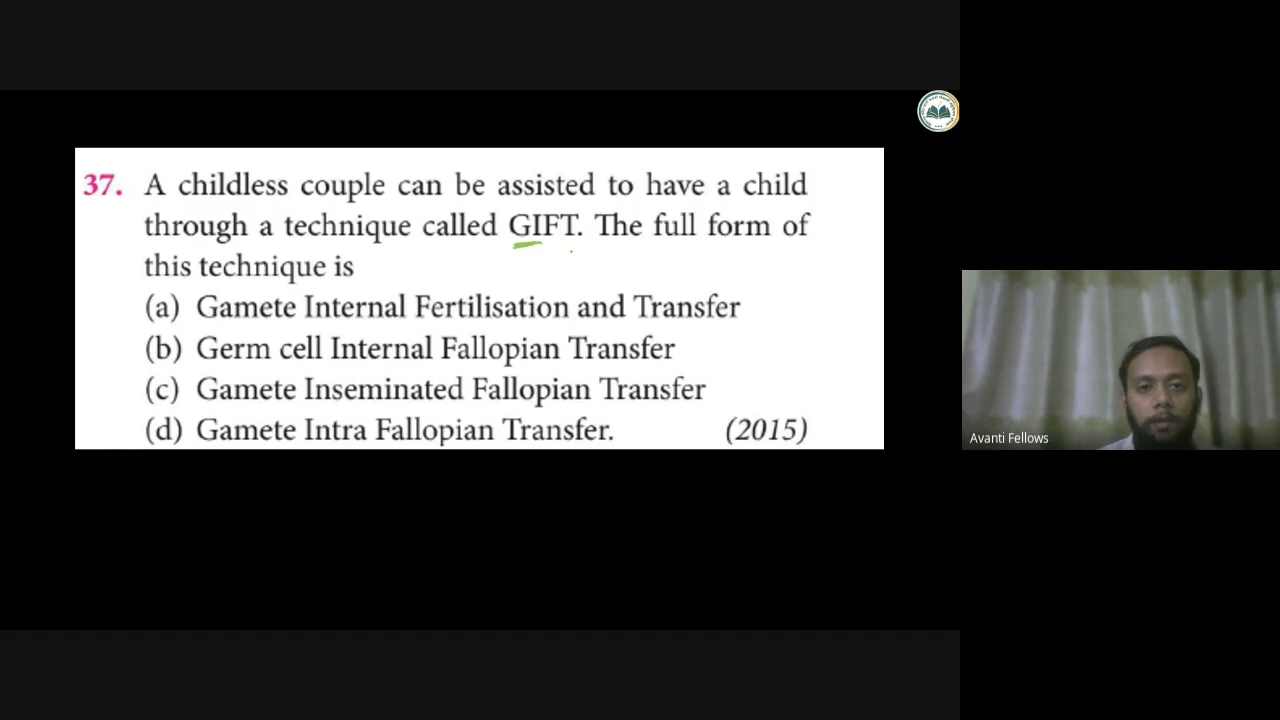 37. A childless couple can be assisted to have a child
through a technique called GIFT. The full form of
this technique is
(a) Gamete Internal Fertilisation and Transfer
(b) Germ cell Internal Fallopian Transfer
(c) Gamete Inseminated Fallopian Transfer
(d) Gamete Intra Fallopian Transfer. (2015)
Avanti Fellows